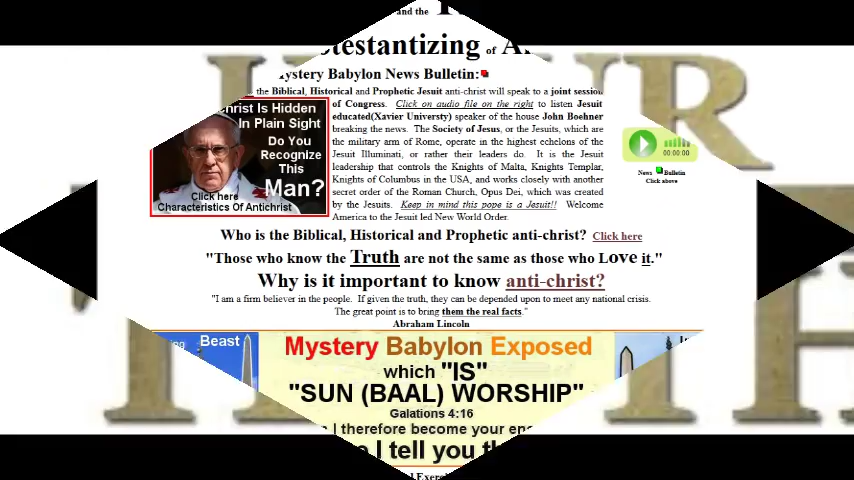 and the
testantizing of
ystery Babylon News Bulletin:
the Biblical, Historical and Prophetic Jesuit anti-christ will speak to a joint session
of Congress. Click on audio file on the right to listen Jesuit
educated(Xavier Universty) speaker of the house John Boehner
breaking the news. The Society of Jesus, or the Jesuits, which are
the military arm of Rome, operate in the highest echelons of the
Jesuit Illuminati, or rather their leaders do. It is the Jesuit
leadership that controls the Knights of Malta, Knights Templar,
Knights of Columbus in the USA, and works closely with another
secret order of the Roman Church, Opus Dei, which was created
by the Jesuits. Keep in mind this pope is a Jesuit!! Welcome
America to the Jesuit led New World Order.
christ Is Hidden
In Plain Sight
Do You
Recognize
This
Man?
Click here
Characteristics Of Antichrist
00:00:00
News Bulletin
Click above
Who is the Biblical, Historical and Prophetic anti-christ? Click here
"Those who know the Truth are not the same as those who Love it."
Why is it important to know anti-christ?
"I am a firm believer in the people. If given the truth, they can be depended upon to meet any national crisis.
The great point is to bring them the real facts."
Abraham Lincoln
Beast
Mystery Babylon Exposed
which "IS"
"SUN (BAAL) WORSHIP"
Galations 4:16
I therefore become your en
I tell you th